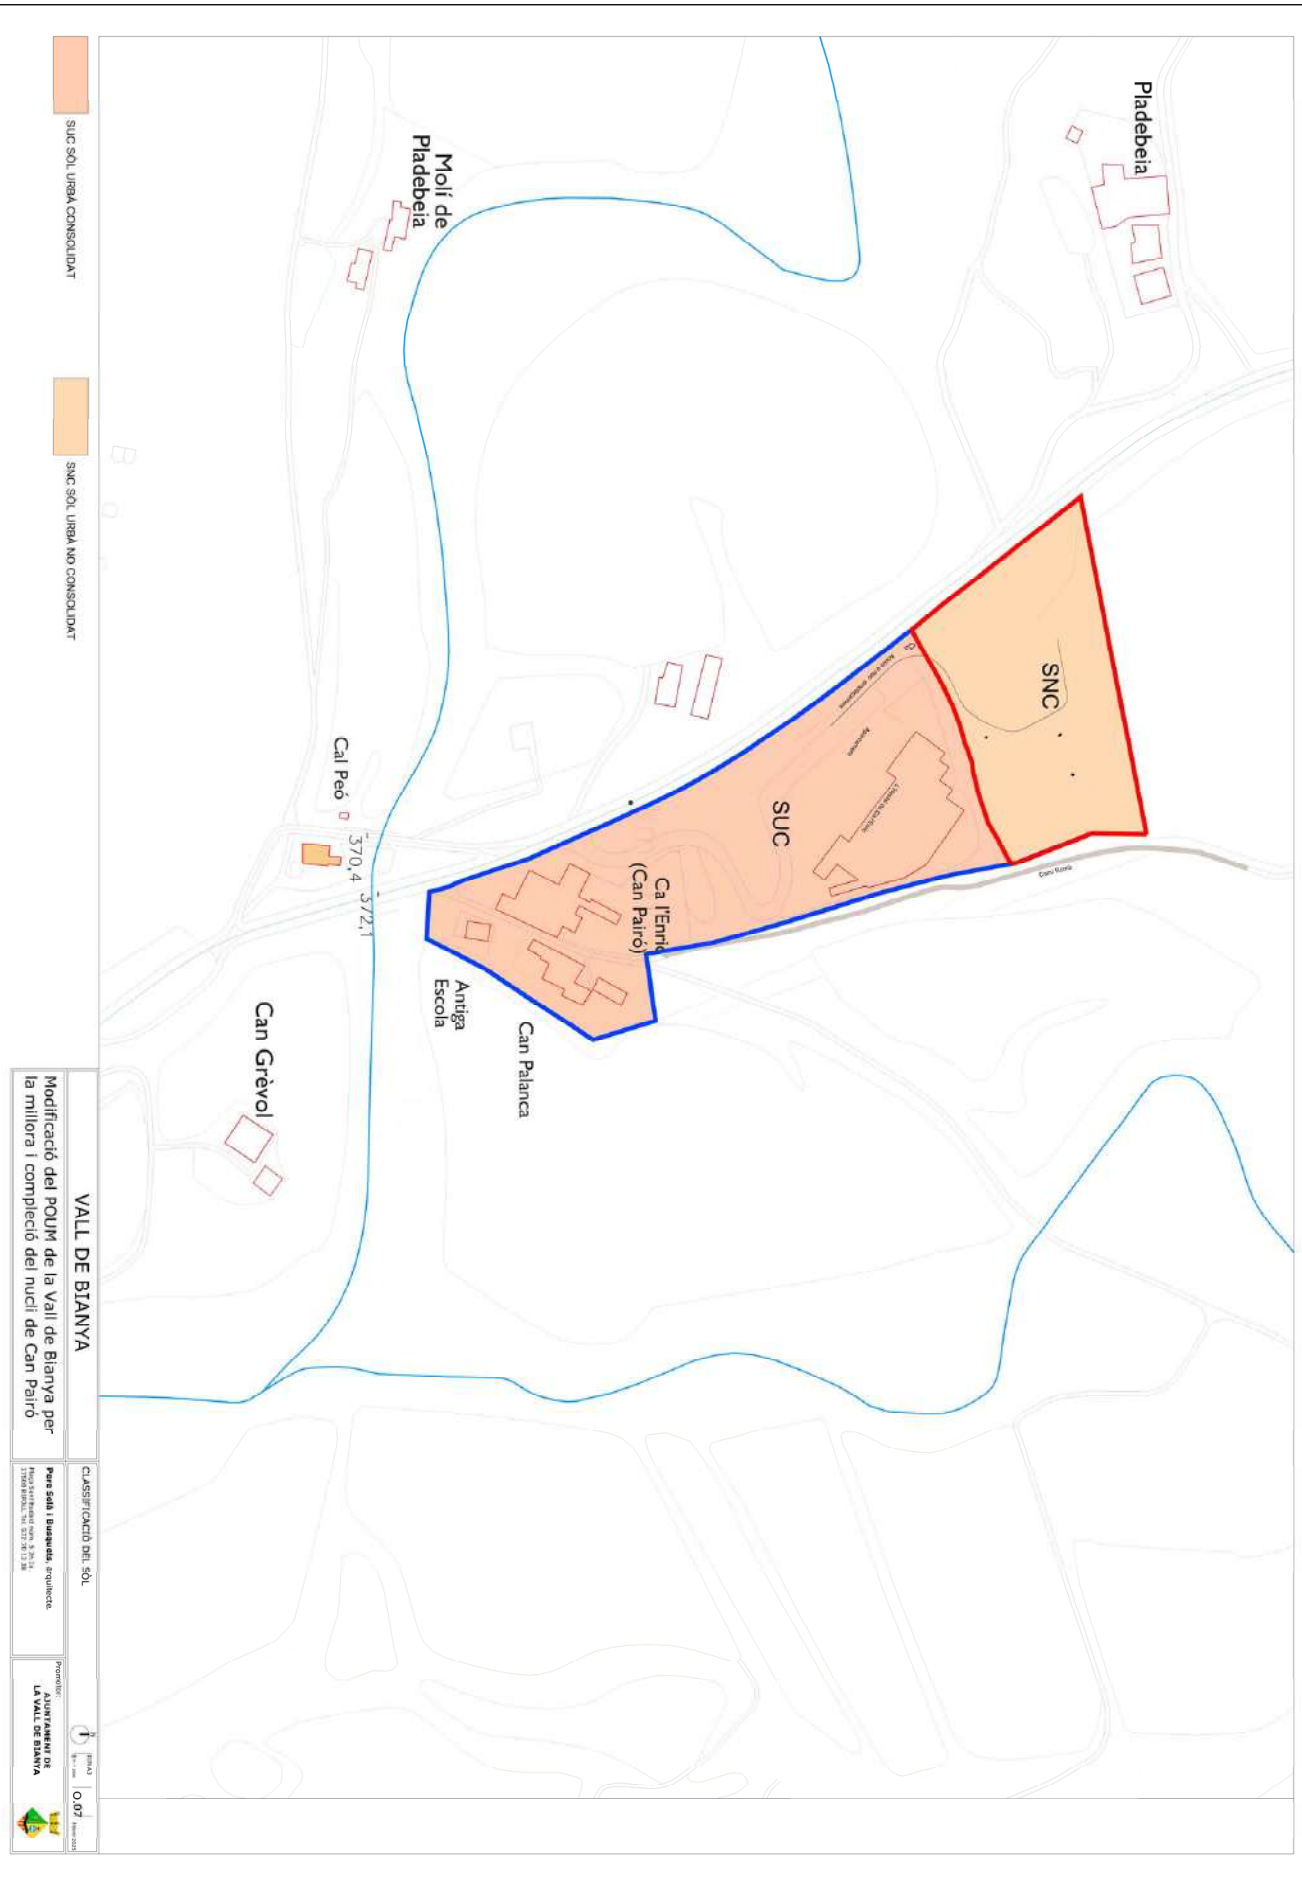 Pladebeia
Molí de
Pladebeia
SNC
SUC
Ca l'Enric
(Can Pairó)
Cal Peó
370,4
372,1
Antiga
Escola
Can Palanca
Can Grèvol
Camí Ramal
Aparcament
SUC SÒL URBÀ CONSOLIDAT
SNC SÒL URBÀ NO CONSOLIDAT
VALL DE BIANYA
Modificació del POUM de la Vall de Bianya per
la millora i compleció del nucli de Can Pairó
CLASSIFICACIÓ DEL SÒL
Pere Solà i Busquets, arquitecte.
Promotor:
AJUNTAMENT DE
LA VALL DE BIANYA
N
O.07